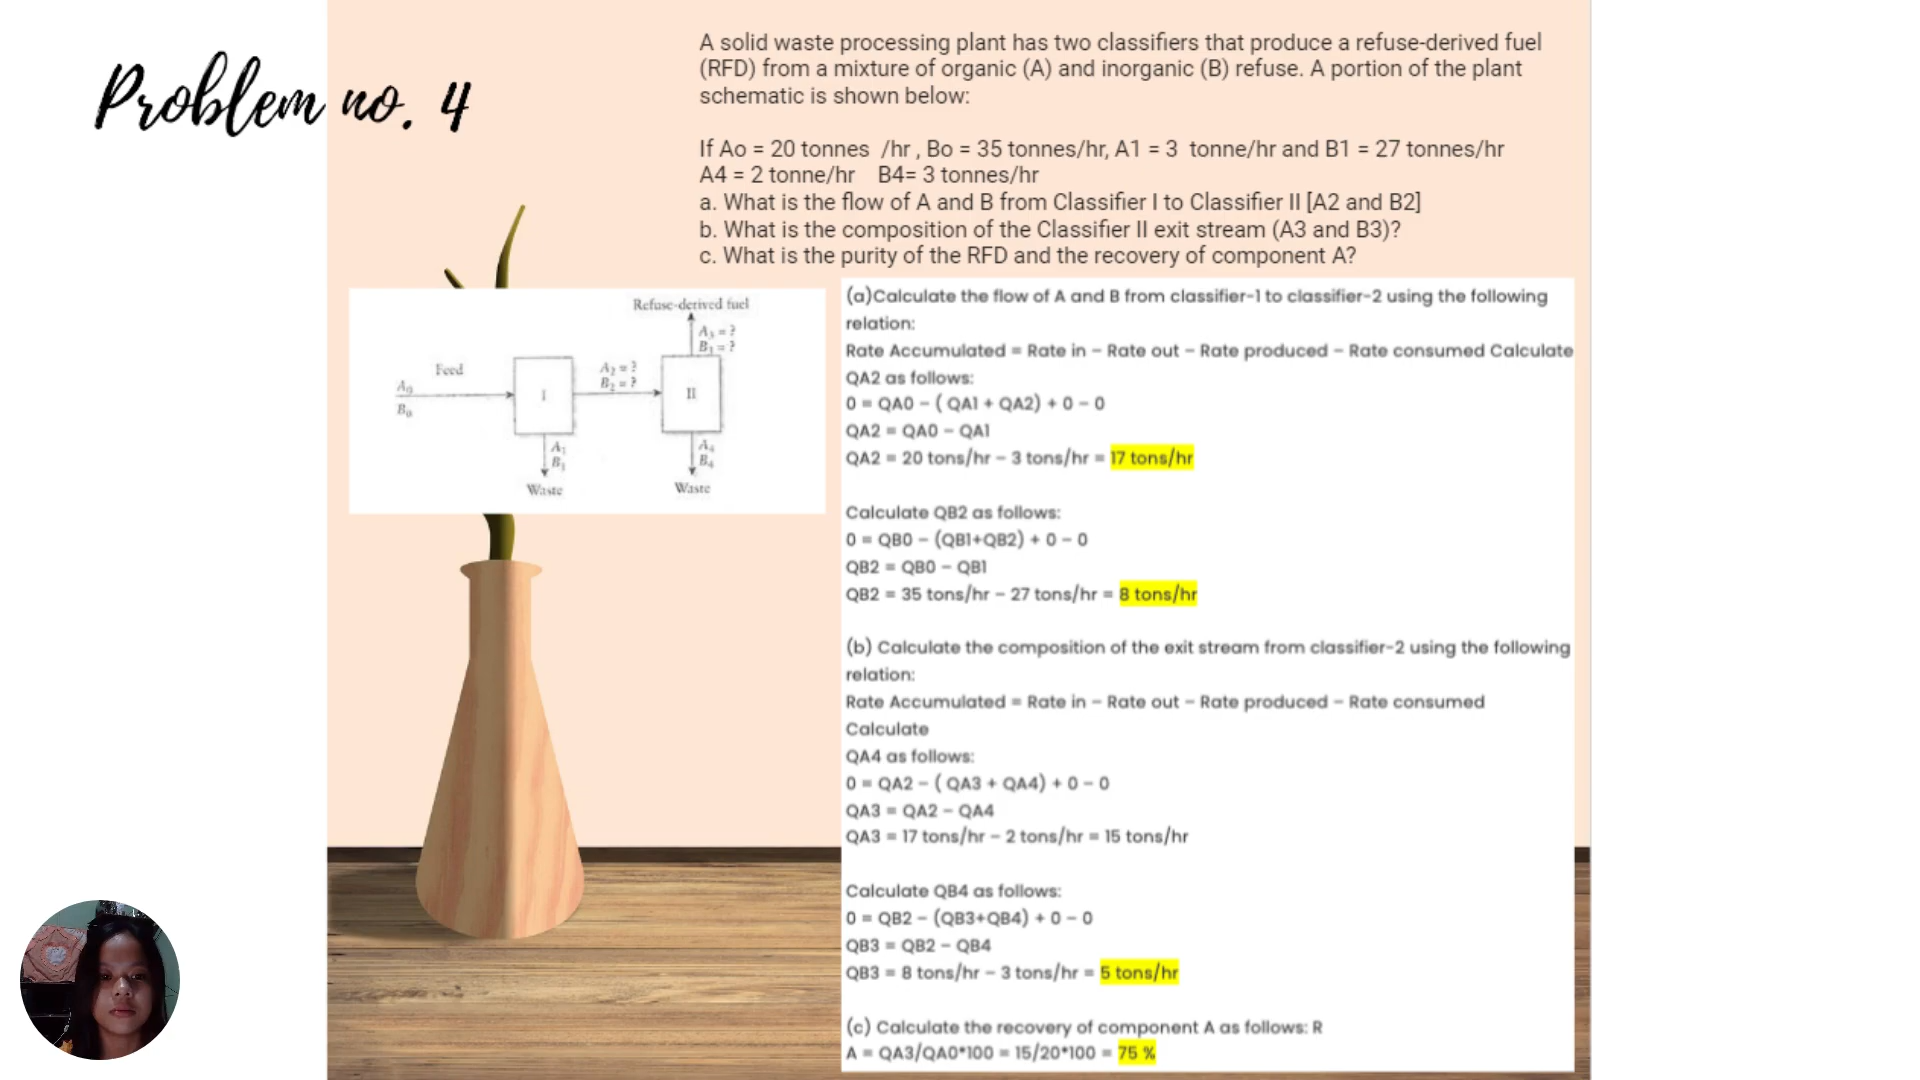 Problem no. 4
A solid waste processing plant has two classifiers that produce a refuse-derived fuel
(RFD) from a mixture of organic (A) and inorganic (B) refuse. A portion of the plant
schematic is shown below:
If Ao = 20 tonnes /hr , Bo = 35 tonnes/hr, A1 = 3 tonne/hr and B1 = 27 tonnes/hr
A4 = 2 tonne/hr B4= 3 tonnes/hr
a. What is the flow of A and B from Classifier I to Classifier II [A2 and B2]
b. What is the composition of the Classifier II exit stream (A3 and B3)?
c. What is the purity of the RFD and the recovery of component A?
Refuse-derived fuel
A₃ = ?
B₃ = ?
Feed
A₀
B₀
I
A₂ = ?
B₂ = ?
II
A₁
B₁
Waste
A₄
B₄
Waste
(a)Calculate the flow of A and B from classifier-1 to classifier-2 using the following
relation:
Rate Accumulated = Rate in - Rate out - Rate produced - Rate consumed Calculate
QA2 as follows:
0 = QA0 - ( QA1 + QA2) + 0 - 0
QA2 = QA0 - QA1
QA2 = 20 tons/hr - 3 tons/hr = 17 tons/hr
Calculate QB2 as follows:
0 = QB0 - (QB1+QB2) + 0 - 0
QB2 = QB0 - QB1
QB2 = 35 tons/hr - 27 tons/hr = 8 tons/hr
(b) Calculate the composition of the exit stream from classifier-2 using the following
relation:
Rate Accumulated = Rate in - Rate out - Rate produced - Rate consumed
Calculate
QA4 as follows:
0 = QA2 - ( QA3 + QA4) + 0 - 0
QA3 = QA2 - QA4
QA3 = 17 tons/hr - 2 tons/hr = 15 tons/hr
Calculate QB4 as follows:
0 = QB2 - (QB3+QB4) + 0 - 0
QB3 = QB2 - QB4
QB3 = 8 tons/hr - 3 tons/hr = 5 tons/hr
(c) Calculate the recovery of component A as follows: R
A = QA3/QA0*100 = 15/20*100 = 75 %